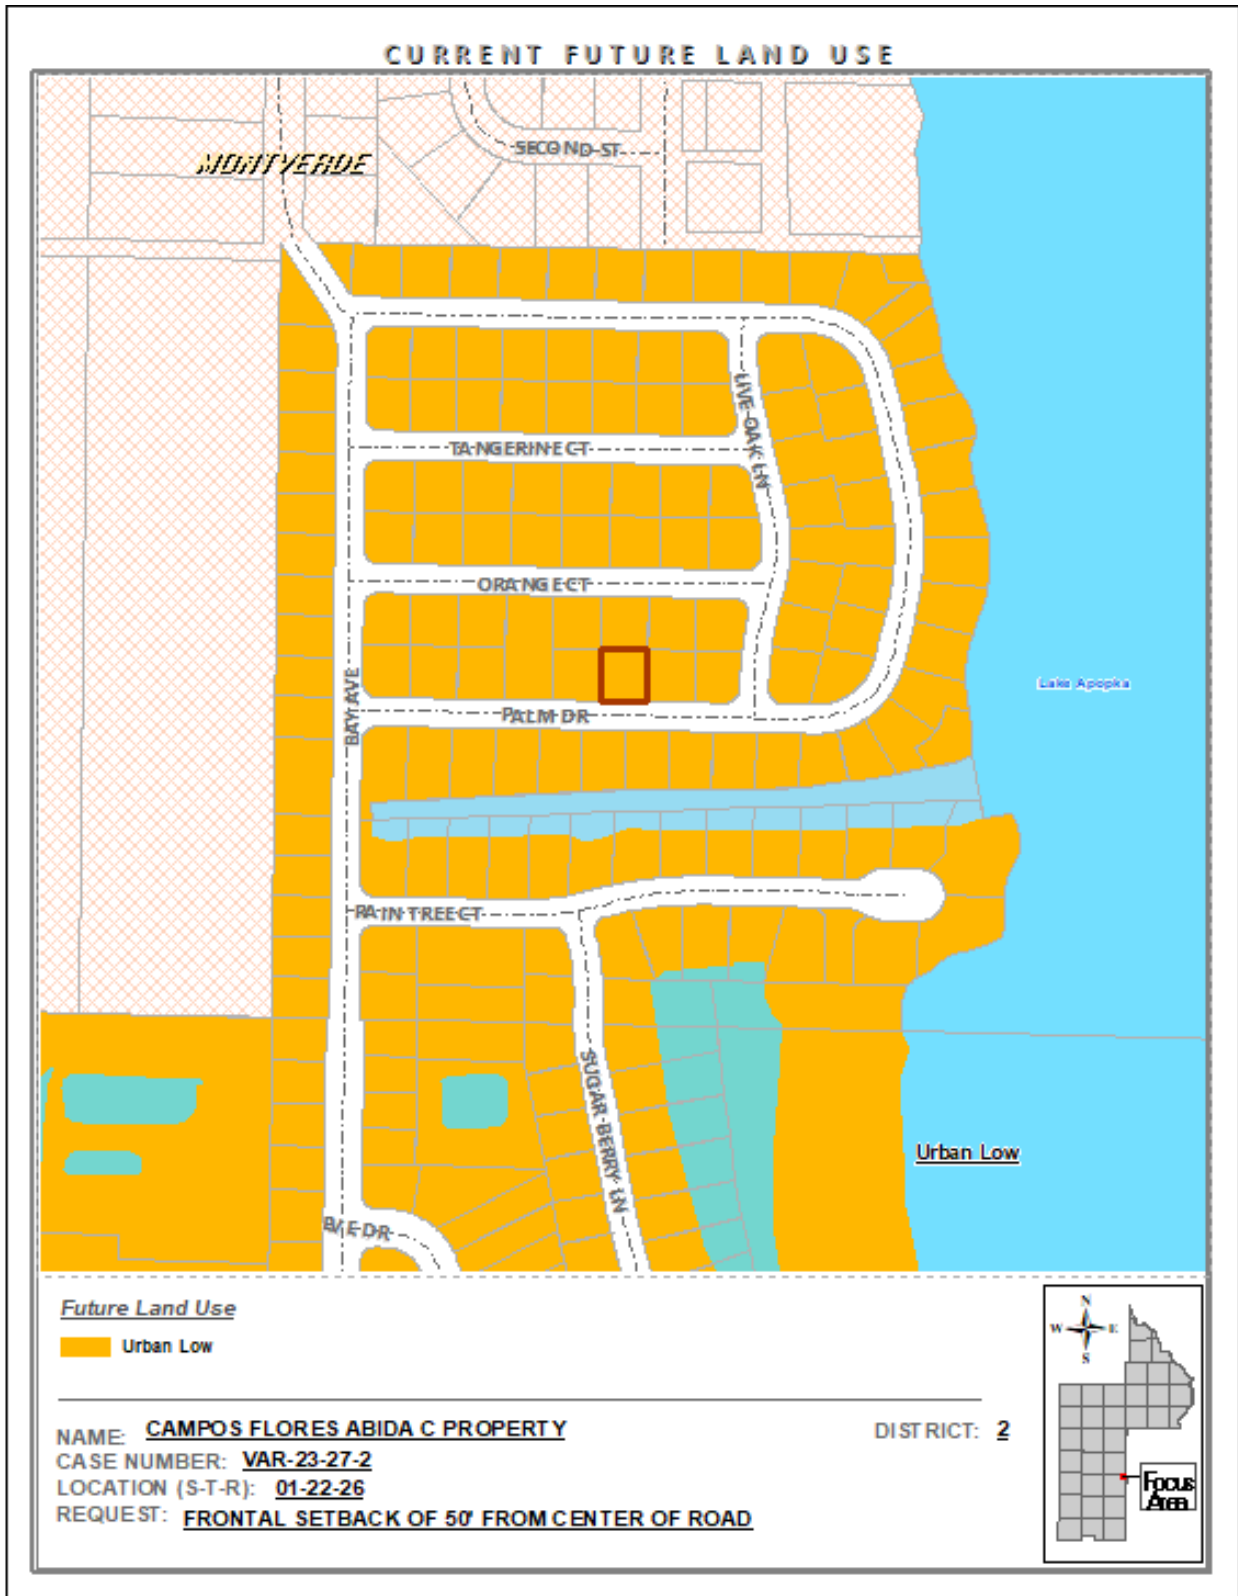 CURRENT FUTURE LAND USE
MONTVERDE
SECOND ST
LIVE OAK LN
TANGERINE CT
ORANGE CT
BAY AVE
PALM DR
Lake Apopka
PAIN TREE CT
SUGAR BERRY LN
Urban Low
Future Land Use
Urban Low
NAME: CAMPOS FLORES ABIDA C PROPERTY
DISTRICT: 2
CASE NUMBER: VAR-23-27-2
LOCATION (S-T-R): 01-22-26
REQUEST: FRONTAL SETBACK OF 50' FROM CENTER OF ROAD
N
W E
S
Focus
Area